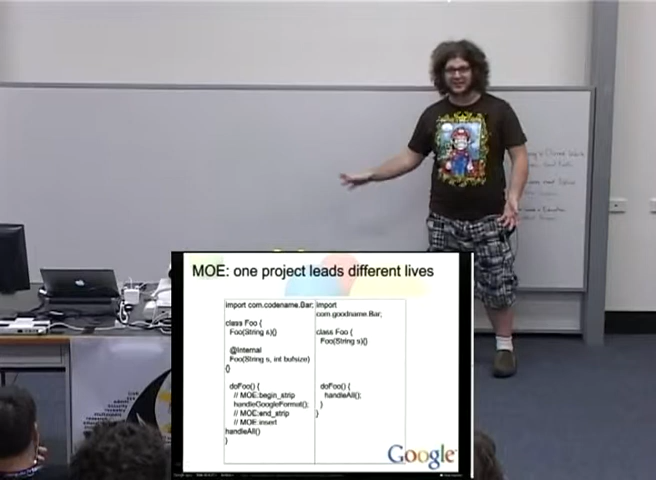 MOE: one project leads different lives
import com.codename.Bar;
class Foo {
Foo(String s){}
@Internal
Foo(String s, int bufsize)
{}
doFoo() {
// MOE:begin_strip
handleGoogleFormat();
// MOE:end_strip
// MOE:insert
handleAll()
}
import
com.goodname.Bar;
class Foo {
Foo(String s){}
doFoo() {
handleAll();
}
}
Google